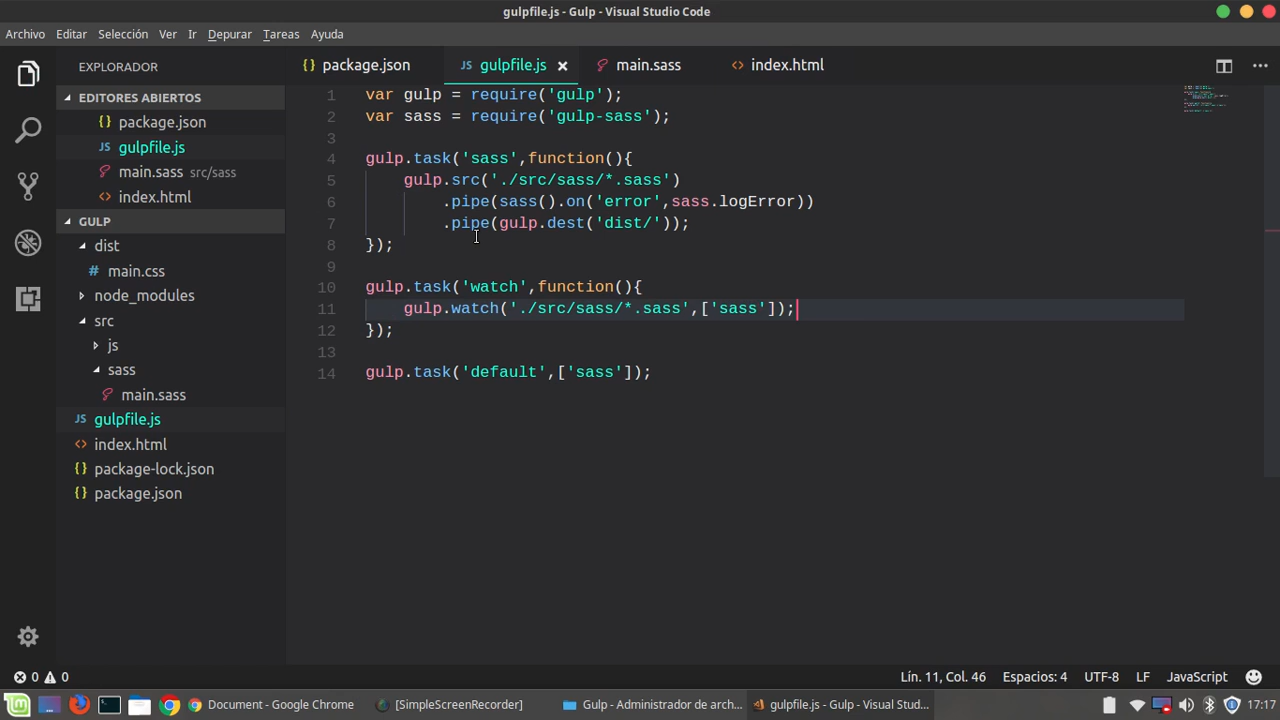 gulpfile.js - Gulp - Visual Studio Code
Archivo Editar Selección Ver Ir Depurar Tareas Ayuda
EXPLORADOR
EDITORES ABIERTOS
package.json
JS gulpfile.js
main.sass src/sass
index.html
GULP
dist
# main.css
node_modules
src
js
sass
main.sass
JS gulpfile.js
index.html
package-lock.json
package.json
{} package.json JS gulpfile.js × main.sass <> index.html
1 var gulp = require('gulp');
2 var sass = require('gulp-sass');
3
4 gulp.task('sass',function(){
5 gulp.src('./src/sass/*.sass')
6 .pipe(sass().on('error',sass.logError))
7 .pipe(gulp.dest('dist/'));
8 });
9
10 gulp.task('watch',function(){
11 gulp.watch('./src/sass/*.sass',['sass']);
12 });
13
14 gulp.task('default',['sass']);
0 0 Lín. 11, Col. 46 Espacios: 4 UTF-8 LF JavaScript
Document - Google Chrome [SimpleScreenRecorder] Gulp - Administrador de arc... gulpfile.js - Gulp - Visual Stud... 17:17